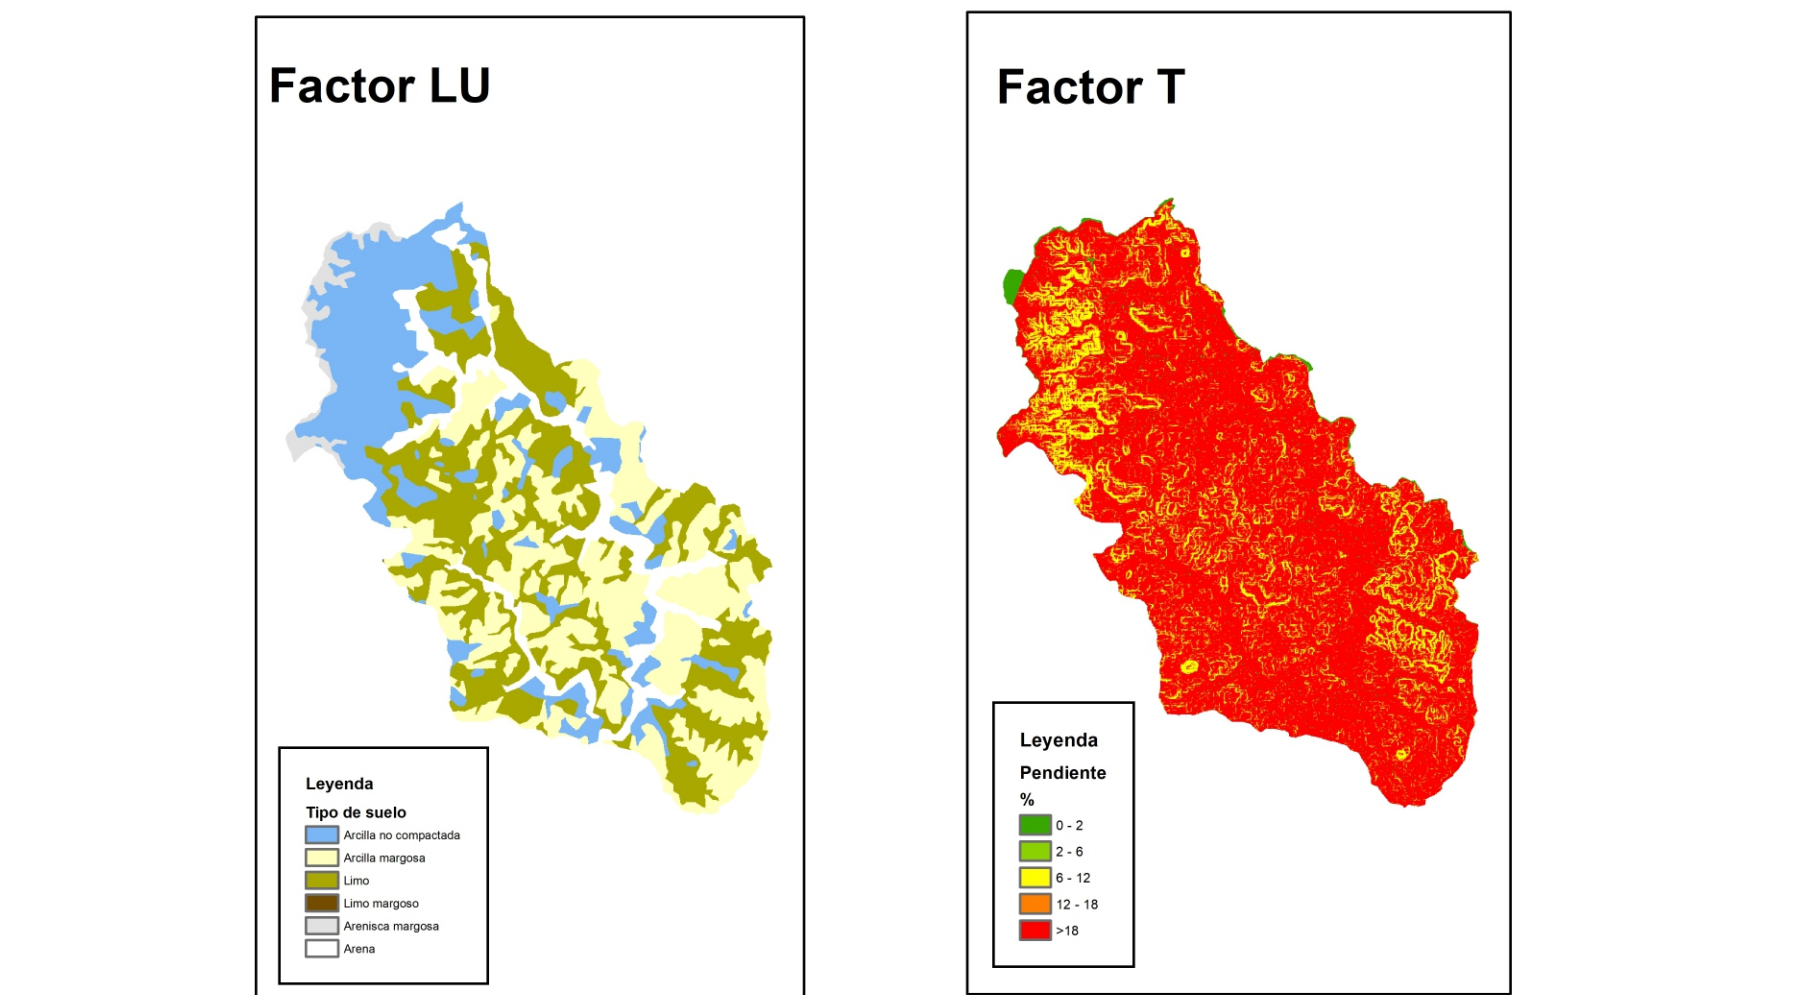 Factor LU
Leyenda
Tipo de suelo
Arcilla no compactada
Arcilla margosa
Limo
Limo margoso
Arenisca margosa
Arena
Factor T
Leyenda
Pendiente
%
0 - 2
2 - 6
6 - 12
12 - 18
>18